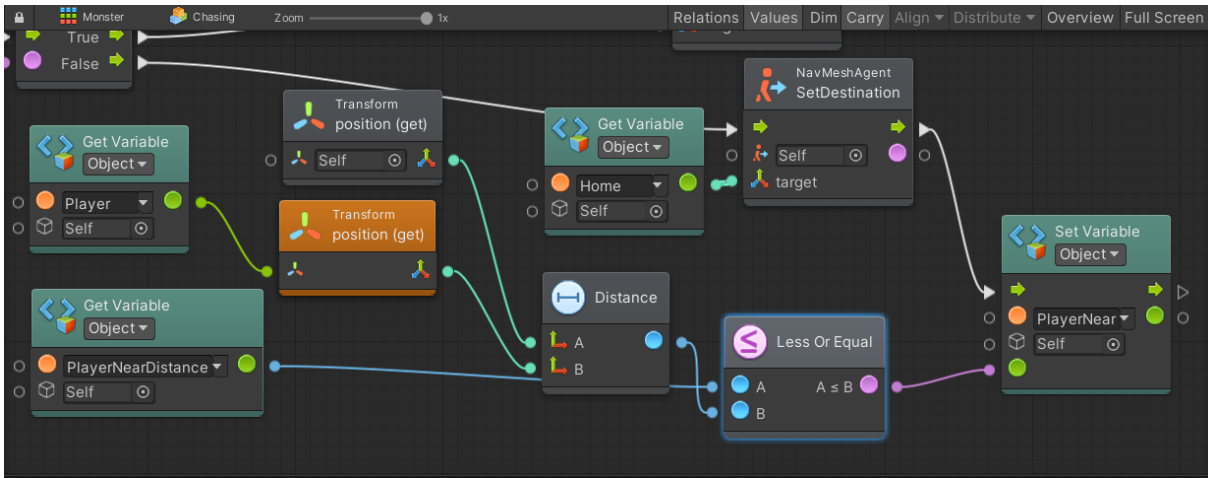 Monster
Chasing
Zoom
1x
Relations
Values
Dim
Carry
Align
Distribute
Overview
Full Screen
True
False
NavMeshAgent
SetDestination
Self
target
Transform
position (get)
Self
Get Variable
Object
Home
Self
Get Variable
Object
Player
Self
Transform
position (get)
Set Variable
Object
PlayerNear
Self
Get Variable
Object
PlayerNearDistance
Self
Distance
A
B
Less Or Equal
A
A ≤ B
B